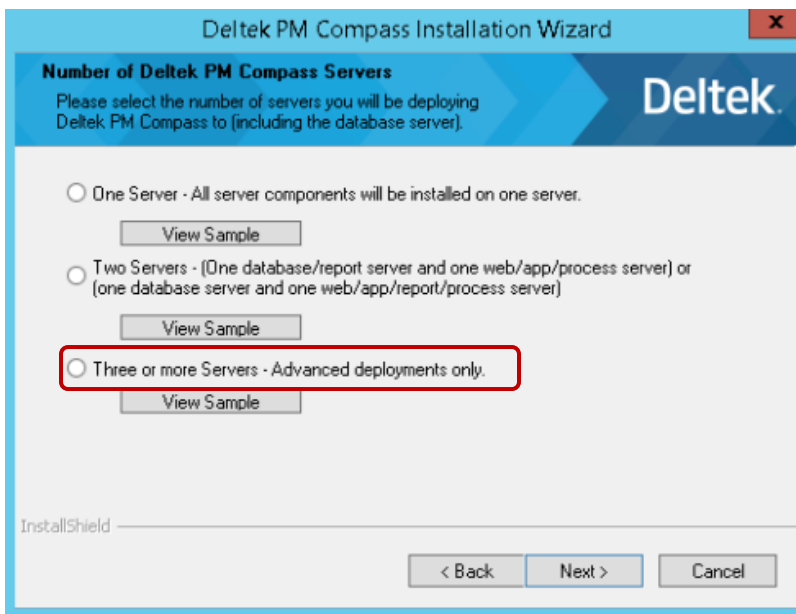 Deltek PM Compass Installation Wizard
x
Number of Deltek PM Compass Servers
Please select the number of servers you will be deploying
Deltek PM Compass to (including the database server).
Deltek.
One Server - All server components will be installed on one server.
View Sample
Two Servers - (One database/report server and one web/app/process server) or
(one database server and one web/app/report/process server)
View Sample
Three or more Servers - Advanced deployments only.
View Sample
InstallShield
< Back
Next >
Cancel